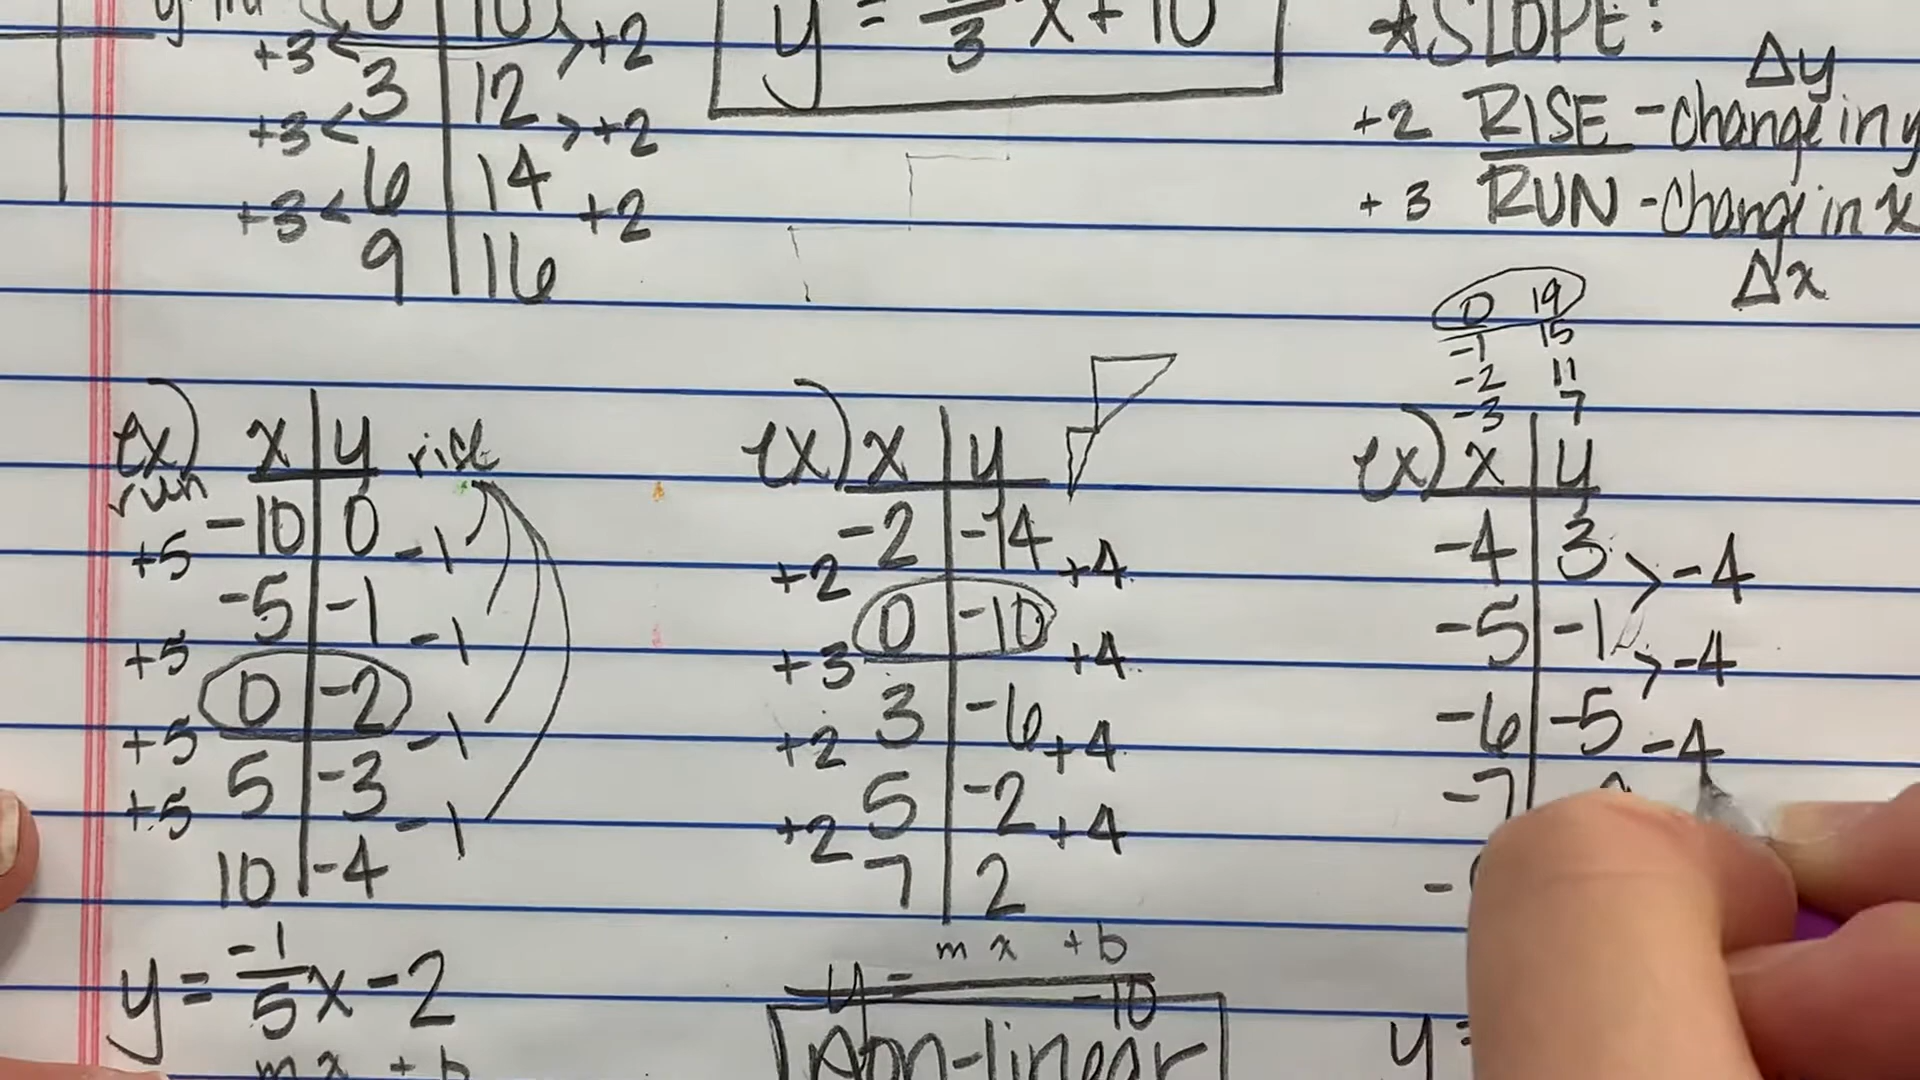 y int
0 10
+3 < > +2
3 12
+3 < > +2
6 14
+3 < +2
9 16
y = /3 x + 10
★SLOPE:
Δy
+2 RISE - change in y
+3 RUN - change in x
Δx
ex) x y rise
run
-10 0
+5 -1
-5 -1
+5 -1
0 -2
+5 -1
5 -3
+5 -1
10 -4
y = -1/5 x - 2
m x + b
ex) x y
-2 -14
+2 +4
0 -10
+3 +4
3 -6
+2 +4
5 -2
+2 +4
7 2
m x + b
y = -10
Non-linear
0 19
-1 15
-2 11
-3 7
ex) x y
-4 3
> -4
-5 -1
> -4
-6 -5
-4
-7
y =